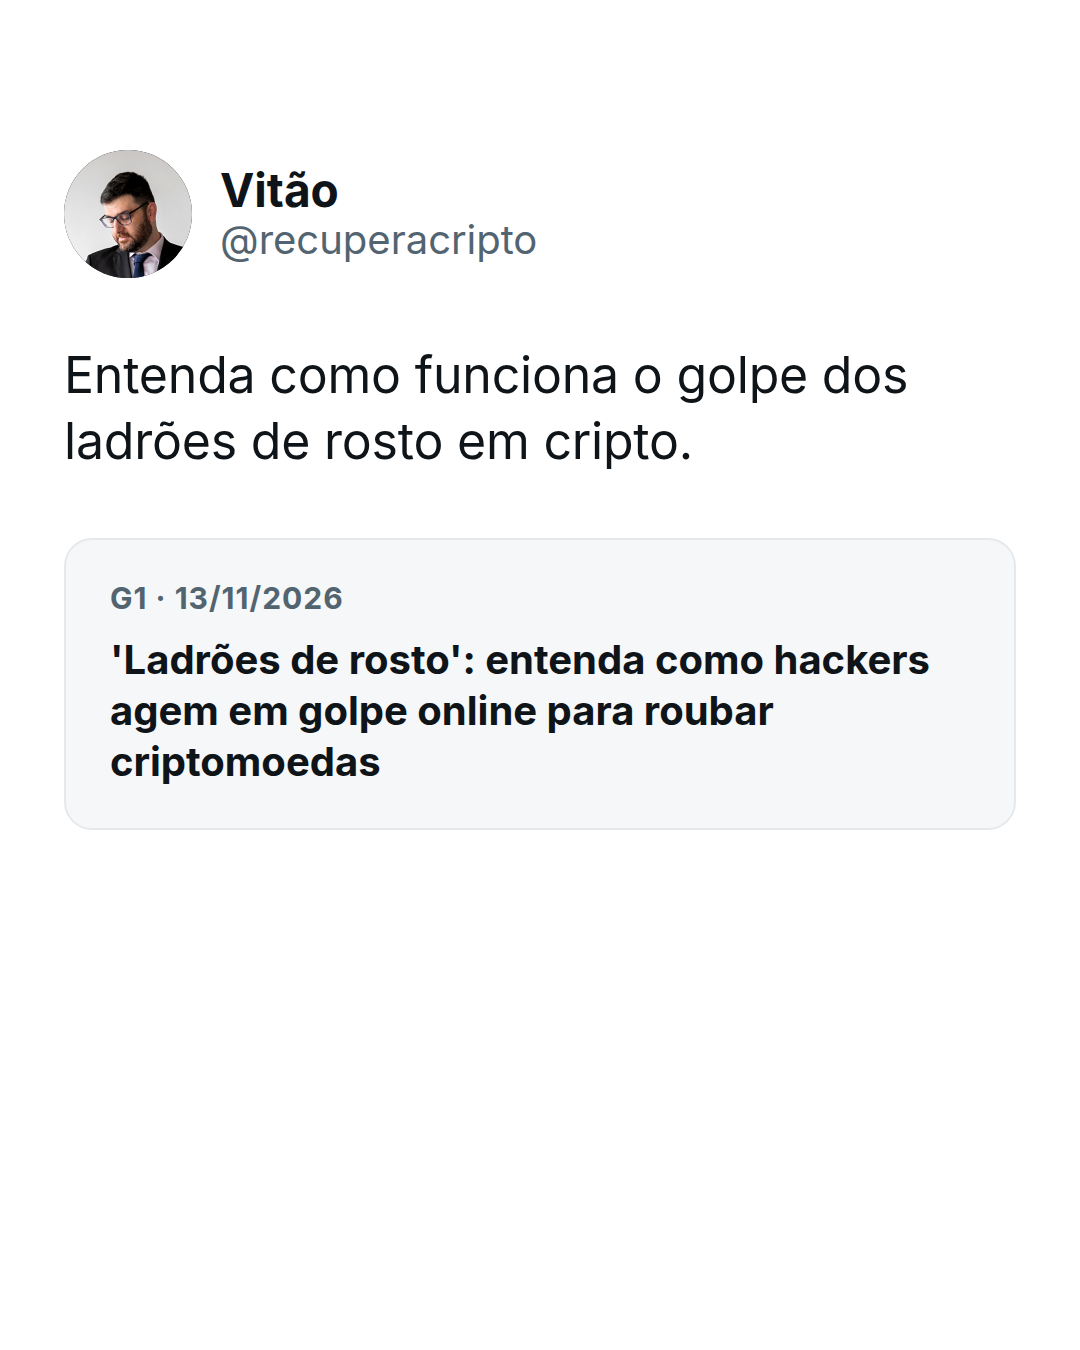 Vitão
@recuperacripto
Entenda como funciona o golpe dos
ladrões de rosto em cripto.
G1 · 13/11/2026
'Ladrões de rosto': entenda como hackers
agem em golpe online para roubar
criptomoedas